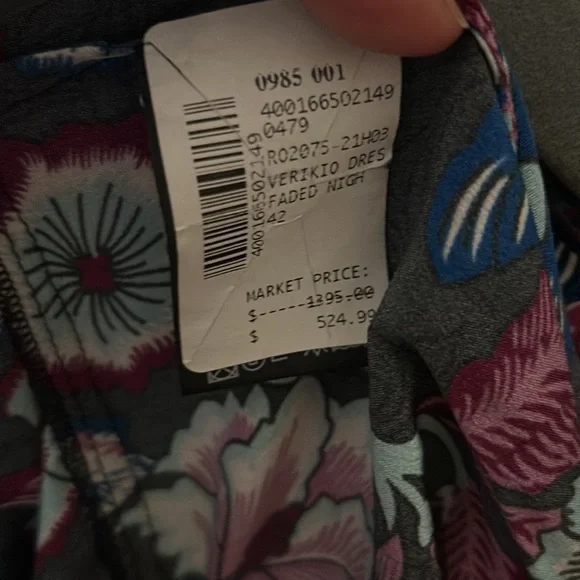 0985 001
400166502149
0479
RO2075-21H03
VERIKIO DRES
FADED NIGH
42
400166502149
MARKET PRICE:
$-----1395.00
$ 524.99